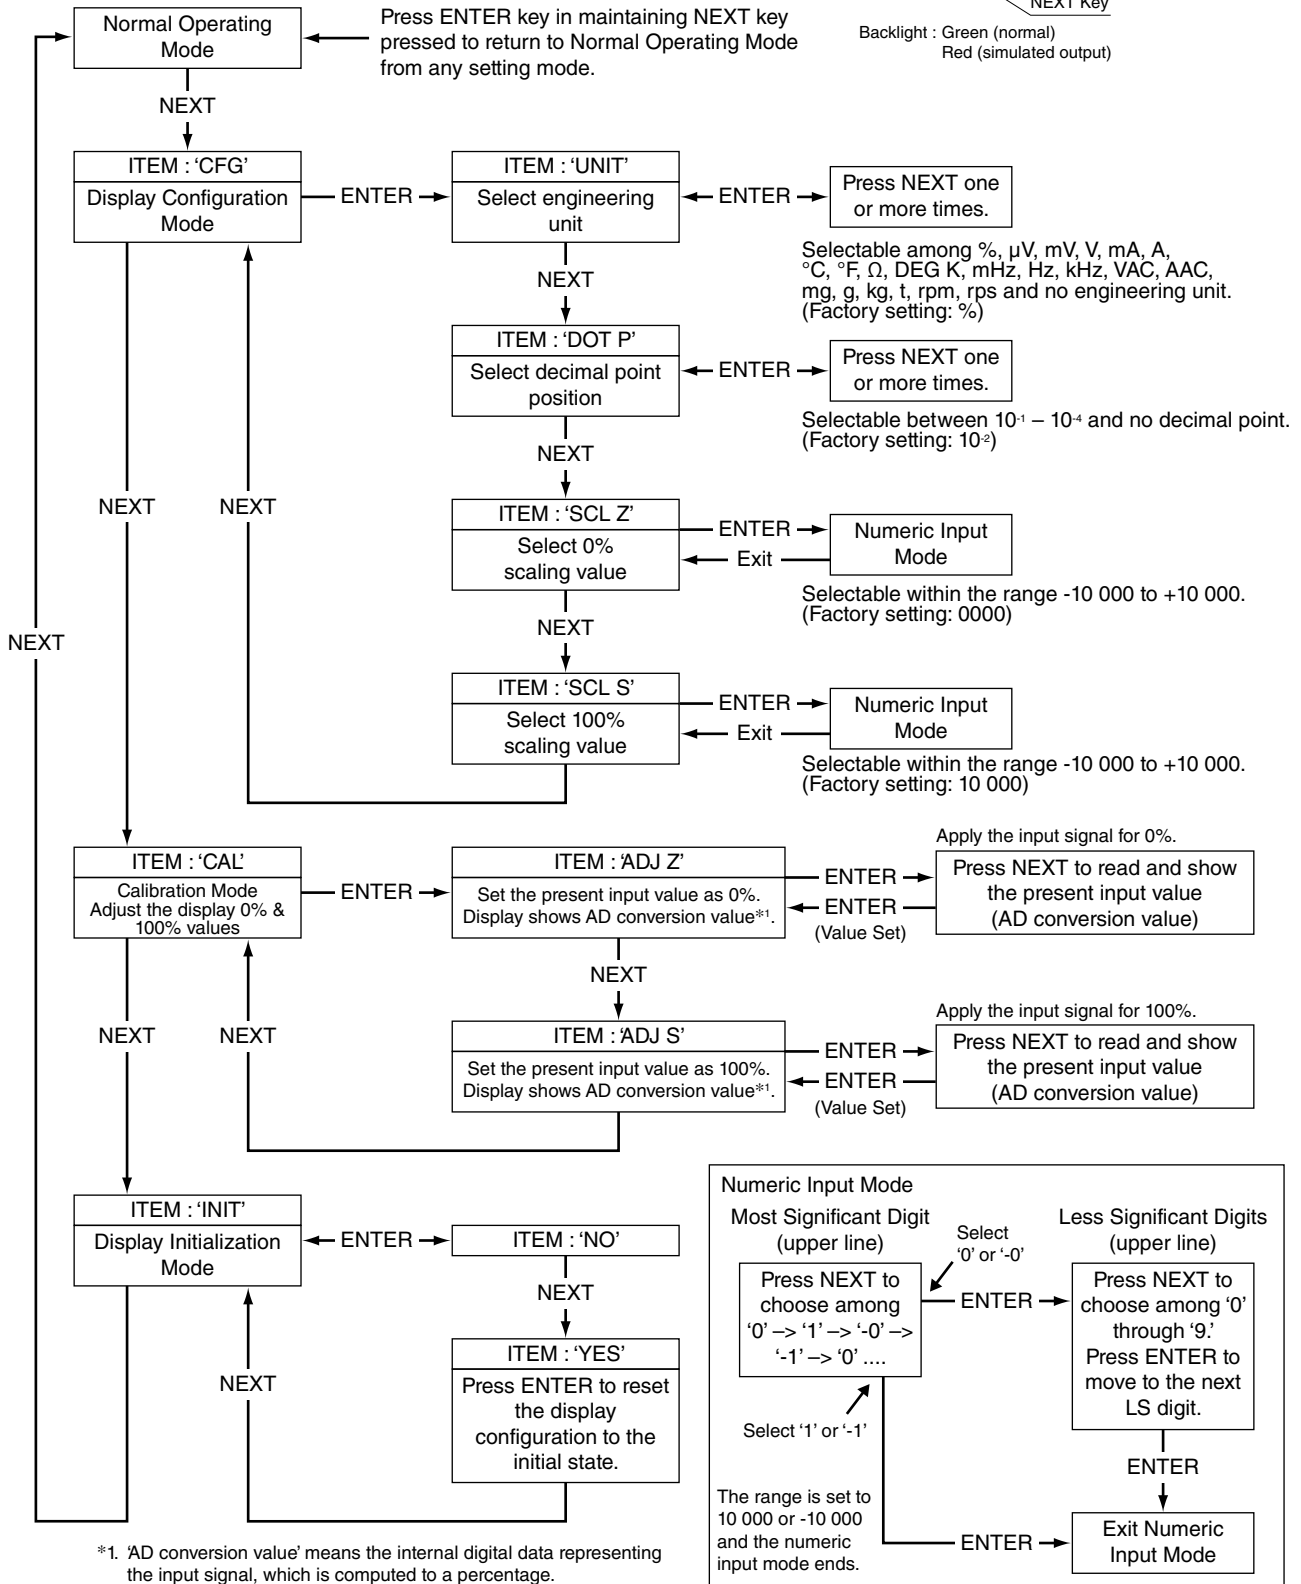 NEXT Key
Backlight : Green (normal)
Red (simulated output)
Normal Operating
Mode
Press ENTER key in maintaining NEXT key
pressed to return to Normal Operating Mode
from any setting mode.
NEXT
ITEM : 'CFG'
Display Configuration
Mode
ENTER
ITEM : 'UNIT'
Select engineering
unit
ENTER
Press NEXT one
or more times.
Selectable among %, µV, mV, V, mA, A,
°C, °F, Ω, DEG K, mHz, Hz, kHz, VAC, AAC,
mg, g, kg, t, rpm, rps and no engineering unit.
(Factory setting: %)
NEXT
ITEM : 'DOT P'
Select decimal point
position
ENTER
Press NEXT one
or more times.
Selectable between 10-1 – 10-4 and no decimal point.
(Factory setting: 10-2)
NEXT
NEXT
NEXT
ITEM : 'SCL Z'
Select 0%
scaling value
ENTER
Exit
Numeric Input
Mode
Selectable within the range -10 000 to +10 000.
(Factory setting: 0000)
NEXT
NEXT
ITEM : 'SCL S'
Select 100%
scaling value
ENTER
Exit
Numeric Input
Mode
Selectable within the range -10 000 to +10 000.
(Factory setting: 10 000)
ITEM : 'CAL'
Calibration Mode
Adjust the display 0% &
100% values
ENTER
ITEM : 'ADJ Z'
Set the present input value as 0%.
Display shows AD conversion value*1.
ENTER
ENTER
(Value Set)
Apply the input signal for 0%.
Press NEXT to read and show
the present input value
(AD conversion value)
NEXT
NEXT
NEXT
ITEM : 'ADJ S'
Set the present input value as 100%.
Display shows AD conversion value*1.
ENTER
ENTER
(Value Set)
Apply the input signal for 100%.
Press NEXT to read and show
the present input value
(AD conversion value)
ITEM : 'INIT'
Display Initialization
Mode
ENTER
ITEM : 'NO'
NEXT
NEXT
ITEM : 'YES'
Press ENTER to reset
the display
configuration to the
initial state.
Numeric Input Mode
Most Significant Digit
(upper line)
Select
'0' or '-0'
Less Significant Digits
(upper line)
Press NEXT to
choose among
'0' –> '1' –> '-0' –>
'-1' –> '0' ....
ENTER
Press NEXT to
choose among '0'
through '9.'
Press ENTER to
move to the next
LS digit.
Select '1' or '-1'
ENTER
The range is set to
10 000 or -10 000
and the numeric
input mode ends.
ENTER
Exit Numeric
Input Mode
*1. 'AD conversion value' means the internal digital data representing
the input signal, which is computed to a percentage.